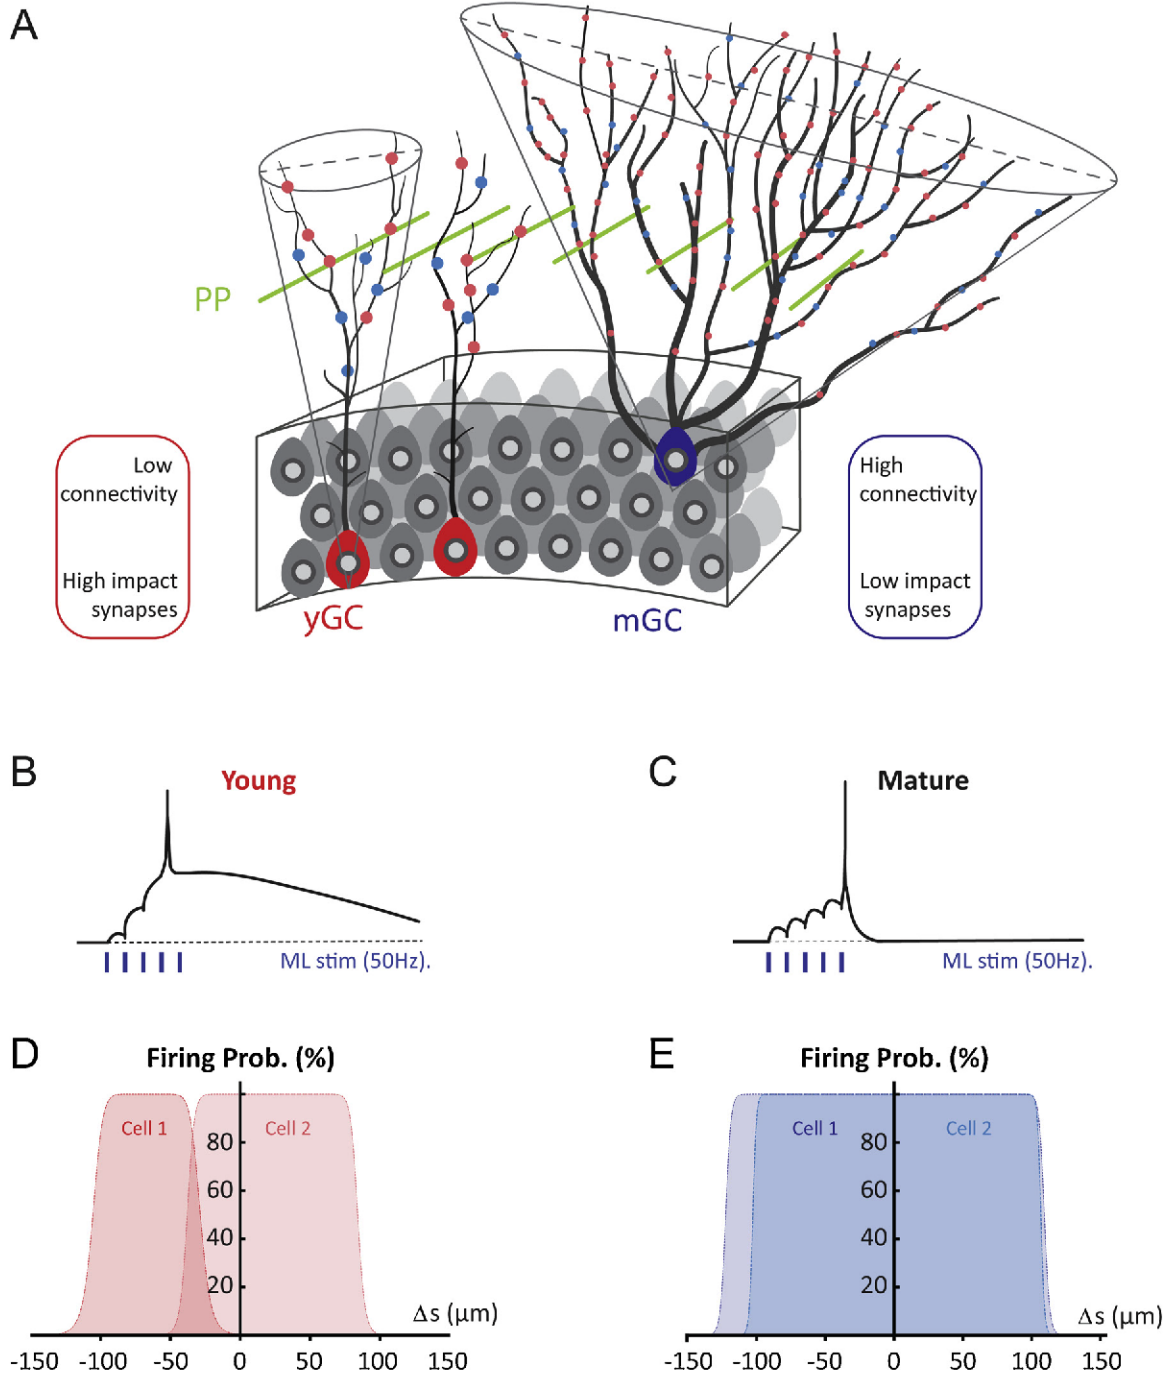 A
PP
Low
connectivity
High impact
synapses
High
connectivity
Low impact
synapses
yGC
mGC
B
Young
ML stim (50Hz).
C
Mature
ML stim (50Hz).
D
Firing Prob. (%)
Cell 1
Cell 2
80
60
40
20
Δs (µm)
-150 -100 -50 0 50 100 150
E
Firing Prob. (%)
Cell 1
Cell 2
80
60
40
20
Δs (µm)
-150 -100 -50 0 50 100 150